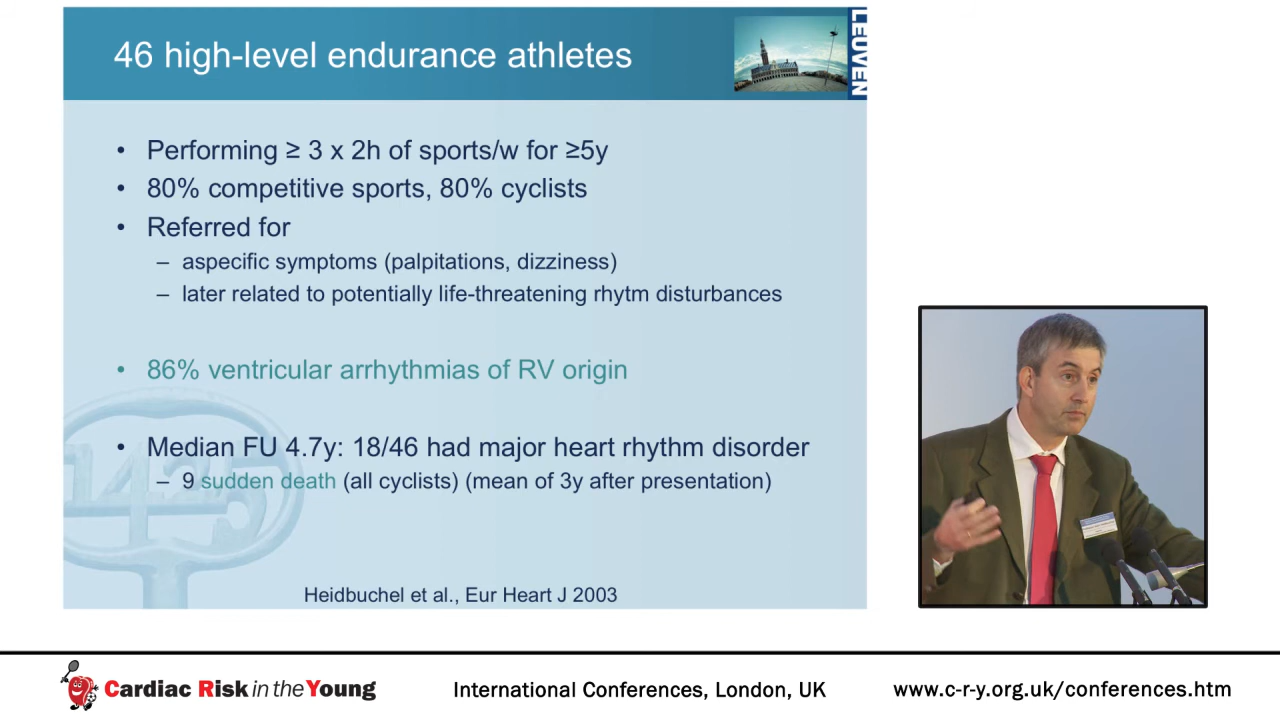 46 high-level endurance athletes
LEUVEN
• Performing ≥ 3 x 2h of sports/w for ≥5y
• 80% competitive sports, 80% cyclists
• Referred for
– aspecific symptoms (palpitations, dizziness)
– later related to potentially life-threatening rhytm disturbances
• 86% ventricular arrhythmias of RV origin
• Median FU 4.7y: 18/46 had major heart rhythm disorder
– 9 sudden death (all cyclists) (mean of 3y after presentation)
1425
Heidbuchel et al., Eur Heart J 2003
Cardiac Risk in the Young
International Conferences, London, UK
www.c-r-y.org.uk/conferences.htm